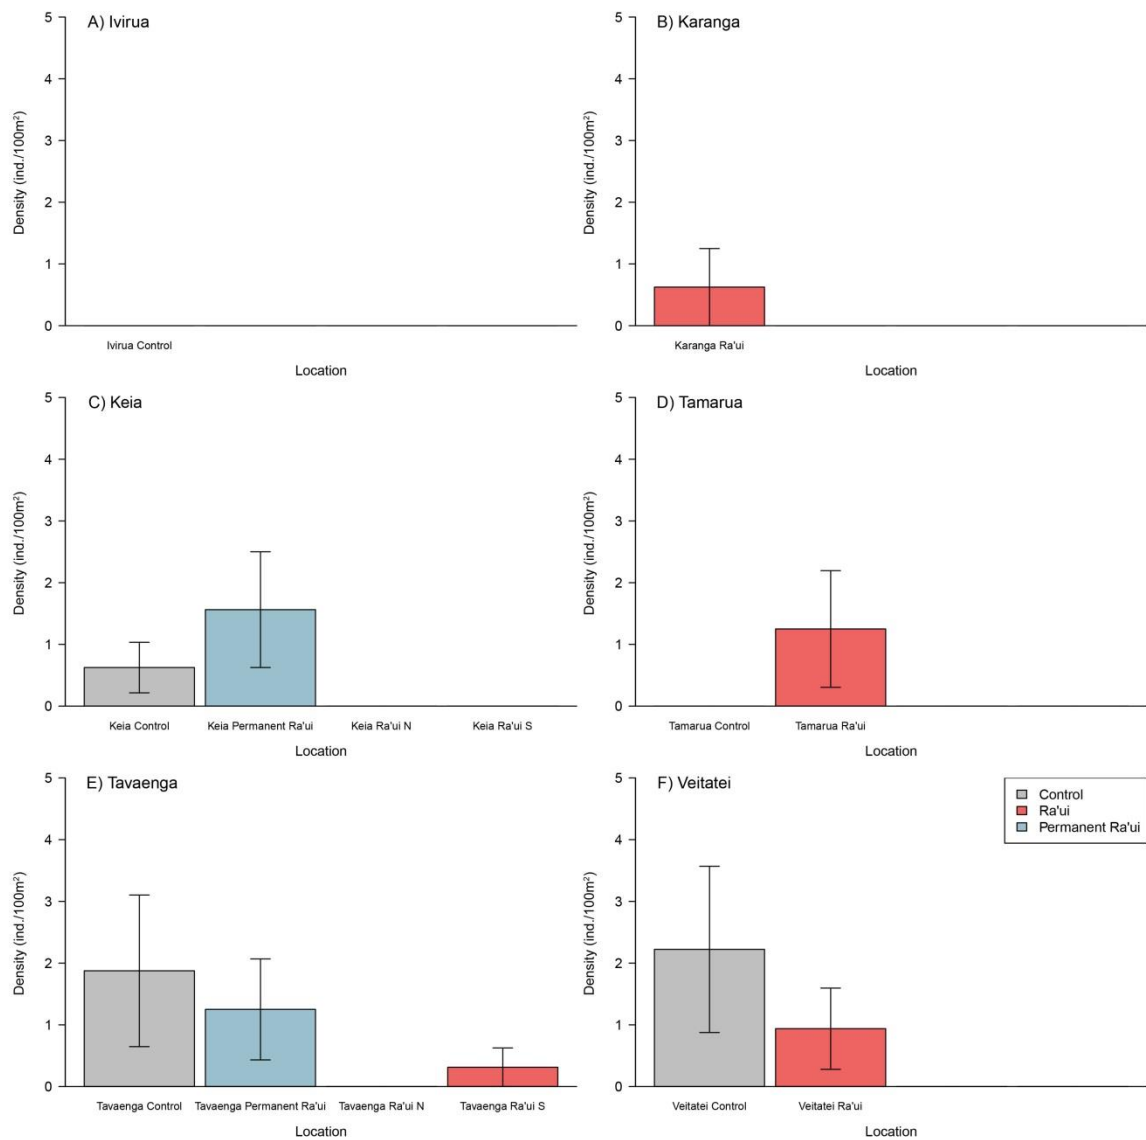 A) Ivirua
Density (ind./100m²)
5
4
3
2
1
0
Ivirua Control
Location
B) Karanga
Density (ind./100m²)
5
4
3
2
1
0
Karanga Ra'ui
Location
C) Keia
Density (ind./100m²)
5
4
3
2
1
0
Keia Control Keia Permanent Ra'ui Keia Ra'ui N Keia Ra'ui S
Location
D) Tamarua
Density (ind./100m²)
5
4
3
2
1
0
Tamarua Control Tamarua Ra'ui
Location
E) Tavaenga
Density (ind./100m²)
5
4
3
2
1
0
Tavaenga Control Tavaenga Permanent Ra'ui Tavaenga Ra'ui N Tavaenga Ra'ui S
Location
F) Veitatei
Density (ind./100m²)
5
4
3
2
1
0
Veitatei Control Veitatei Ra'ui
Location
Control
Ra'ui
Permanent Ra'ui